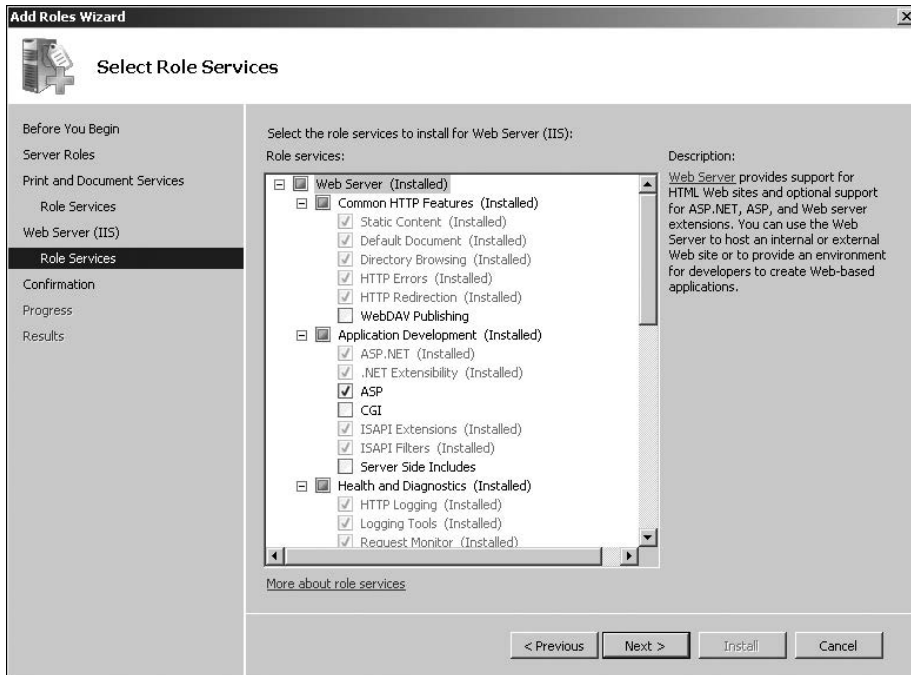 Add Roles Wizard
Select Role Services
Before You Begin
Server Roles
Print and Document Services
Role Services
Web Server (IIS)
Role Services
Confirmation
Progress
Results
Select the role services to install for Web Server (IIS):
Role services:
Web Server (Installed)
Common HTTP Features (Installed)
Static Content (Installed)
Default Document (Installed)
Directory Browsing (Installed)
HTTP Errors (Installed)
HTTP Redirection (Installed)
WebDAV Publishing
Application Development (Installed)
ASP.NET (Installed)
.NET Extensibility (Installed)
ASP
CGI
ISAPI Extensions (Installed)
ISAPI Filters (Installed)
Server Side Includes
Health and Diagnostics (Installed)
HTTP Logging (Installed)
Logging Tools (Installed)
Request Monitor (Installed)
More about role services
Description:
Web Server provides support for
HTML Web sites and optional support
for ASP.NET, ASP, and Web server
extensions. You can use the Web
Server to host an internal or external
Web site or to provide an environment
for developers to create Web-based
applications.
< Previous
Next >
Install
Cancel